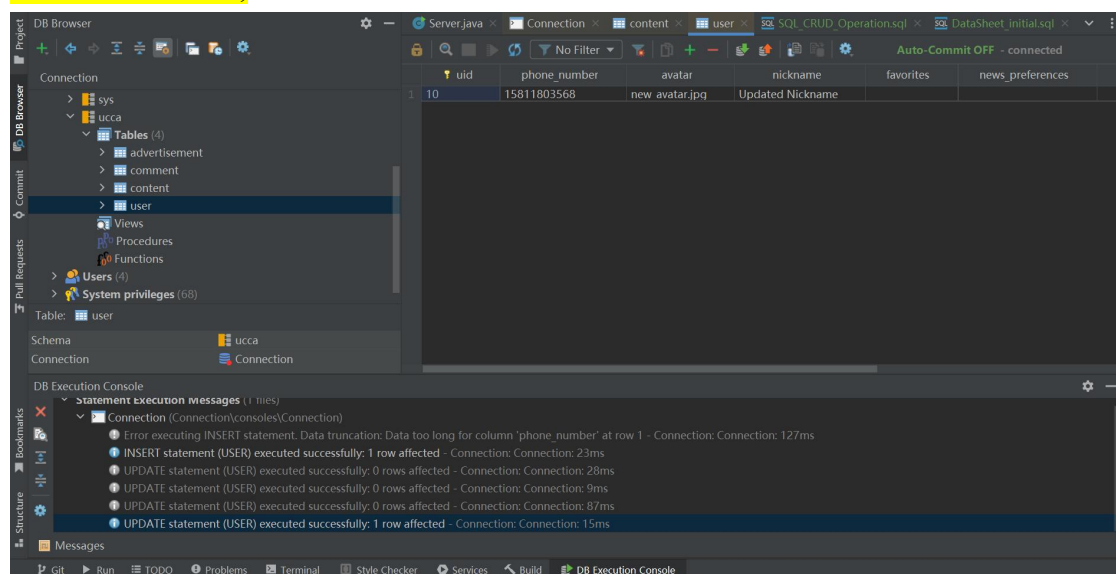 DB Browser
Server.java
Connection
content
user
SQL_CRUD_Operation.sql
DataSheet_initial.sql
No Filter
Auto-Commit OFF - connected
Project
DB Browser
Commit
Pull Requests
Bookmarks
Structure
Connection
sys
ucca
Tables (4)
advertisement
comment
content
user
Views
Procedures
Functions
Users (4)
System privileges (68)
Table: user
Schema ucca
Connection Connection
uid phone_number avatar nickname favorites news_preferences
1 10 15811803568 new_avatar.jpg Updated Nickname
DB Execution Console
Statement Execution Messages (1 files)
Connection (Connection\consoles\Connection)
Error executing INSERT statement. Data truncation: Data too long for column 'phone_number' at row 1 - Connection: Connection: 127ms
INSERT statement (USER) executed successfully: 1 row affected - Connection: Connection: 23ms
UPDATE statement (USER) executed successfully: 0 rows affected - Connection: Connection: 28ms
UPDATE statement (USER) executed successfully: 0 rows affected - Connection: Connection: 9ms
UPDATE statement (USER) executed successfully: 0 rows affected - Connection: Connection: 87ms
UPDATE statement (USER) executed successfully: 1 row affected - Connection: Connection: 15ms
Messages
Git Run TODO Problems Terminal Style Checker Services Build DB Execution Console